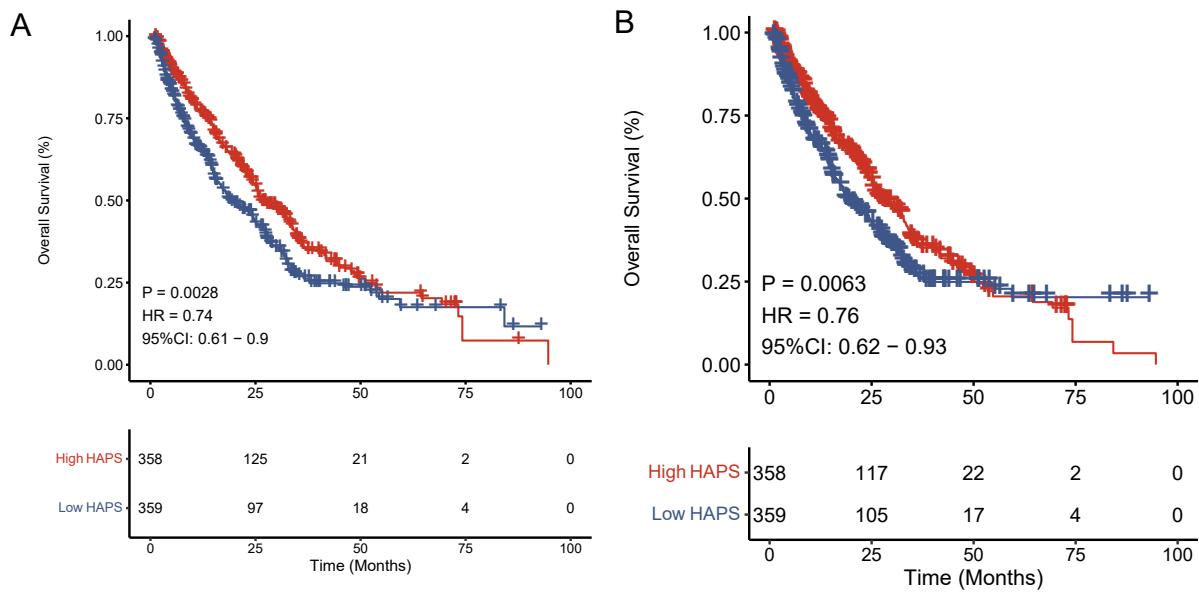 A
Overall Survival (%)
1.00
0.75
0.50
0.25
0.00
P = 0.0028
HR = 0.74
95%CI: 0.61 − 0.9
0 25 50 75 100
High HAPS 358 125 21 2 0
Low HAPS 359 97 18 4 0
0 25 50 75 100
Time (Months)
B
Overall Survival (%)
1.00
0.75
0.50
0.25
0.00
P = 0.0063
HR = 0.76
95%CI: 0.62 − 0.93
0 25 50 75 100
High HAPS 358 117 22 2 0
Low HAPS 359 105 17 4 0
0 25 50 75 100
Time (Months)